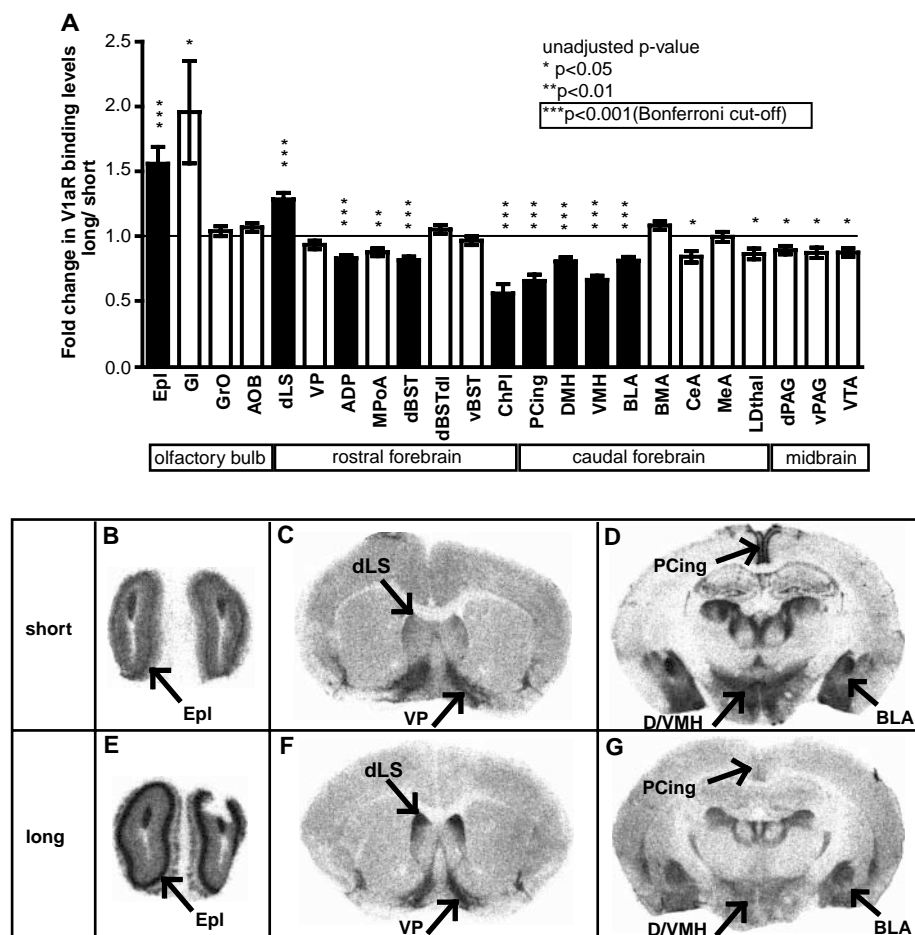 A
Fold change in V1aR binding levels
long/ short
2.5
2.0
1.5
1.0
0.5
0.0
unadjusted p-value
* p<0.05
**p<0.01
***p<0.001(Bonferroni cut-off)
***
*
***
***
**
***
***
***
***
***
***
*
*
*
*
*
Epl
Gl
GrO
AOB
dLS
VP
ADP
MPoA
dBST
dBSTdl
vBST
ChPl
PCing
DMH
VMH
BLA
BMA
CeA
MeA
LDthal
dPAG
vPAG
VTA
olfactory bulb
rostral forebrain
caudal forebrain
midbrain
short
B
Epl
C
dLS
VP
D
PCing
D/VMH
BLA
long
E
Epl
F
dLS
VP
G
PCing
D/VMH
BLA